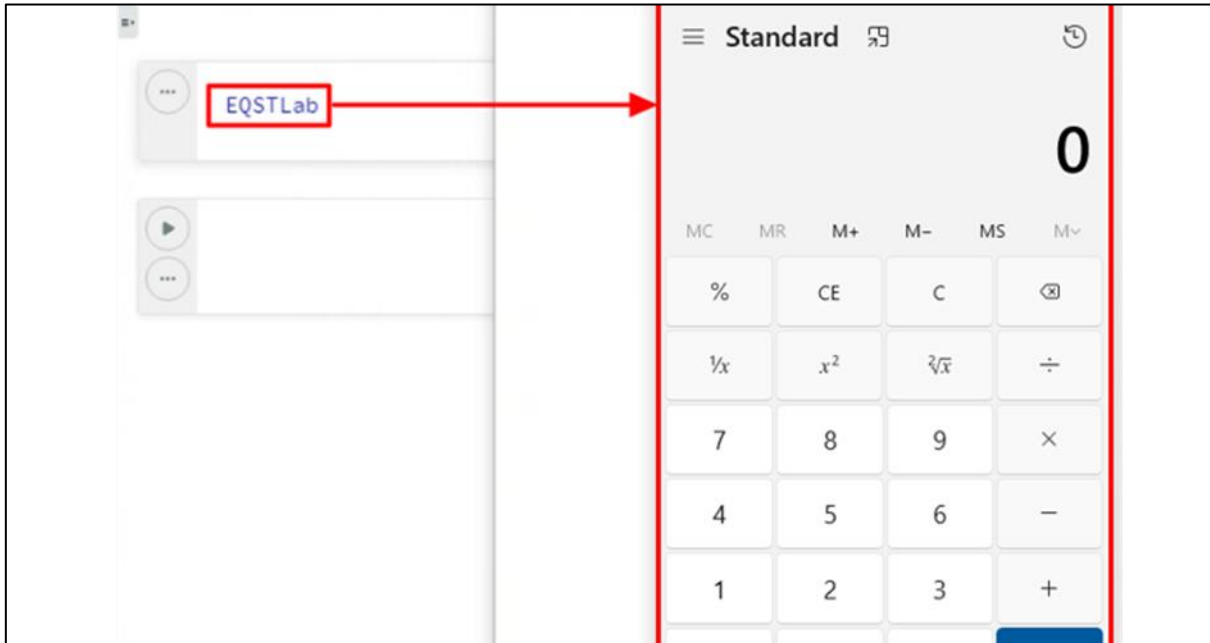 Standard
EQSTLab
0
MC MR M+ M− MS M
% CE C
1/x x² ²√x ÷
7 8 9 ×
4 5 6 −
1 2 3 +